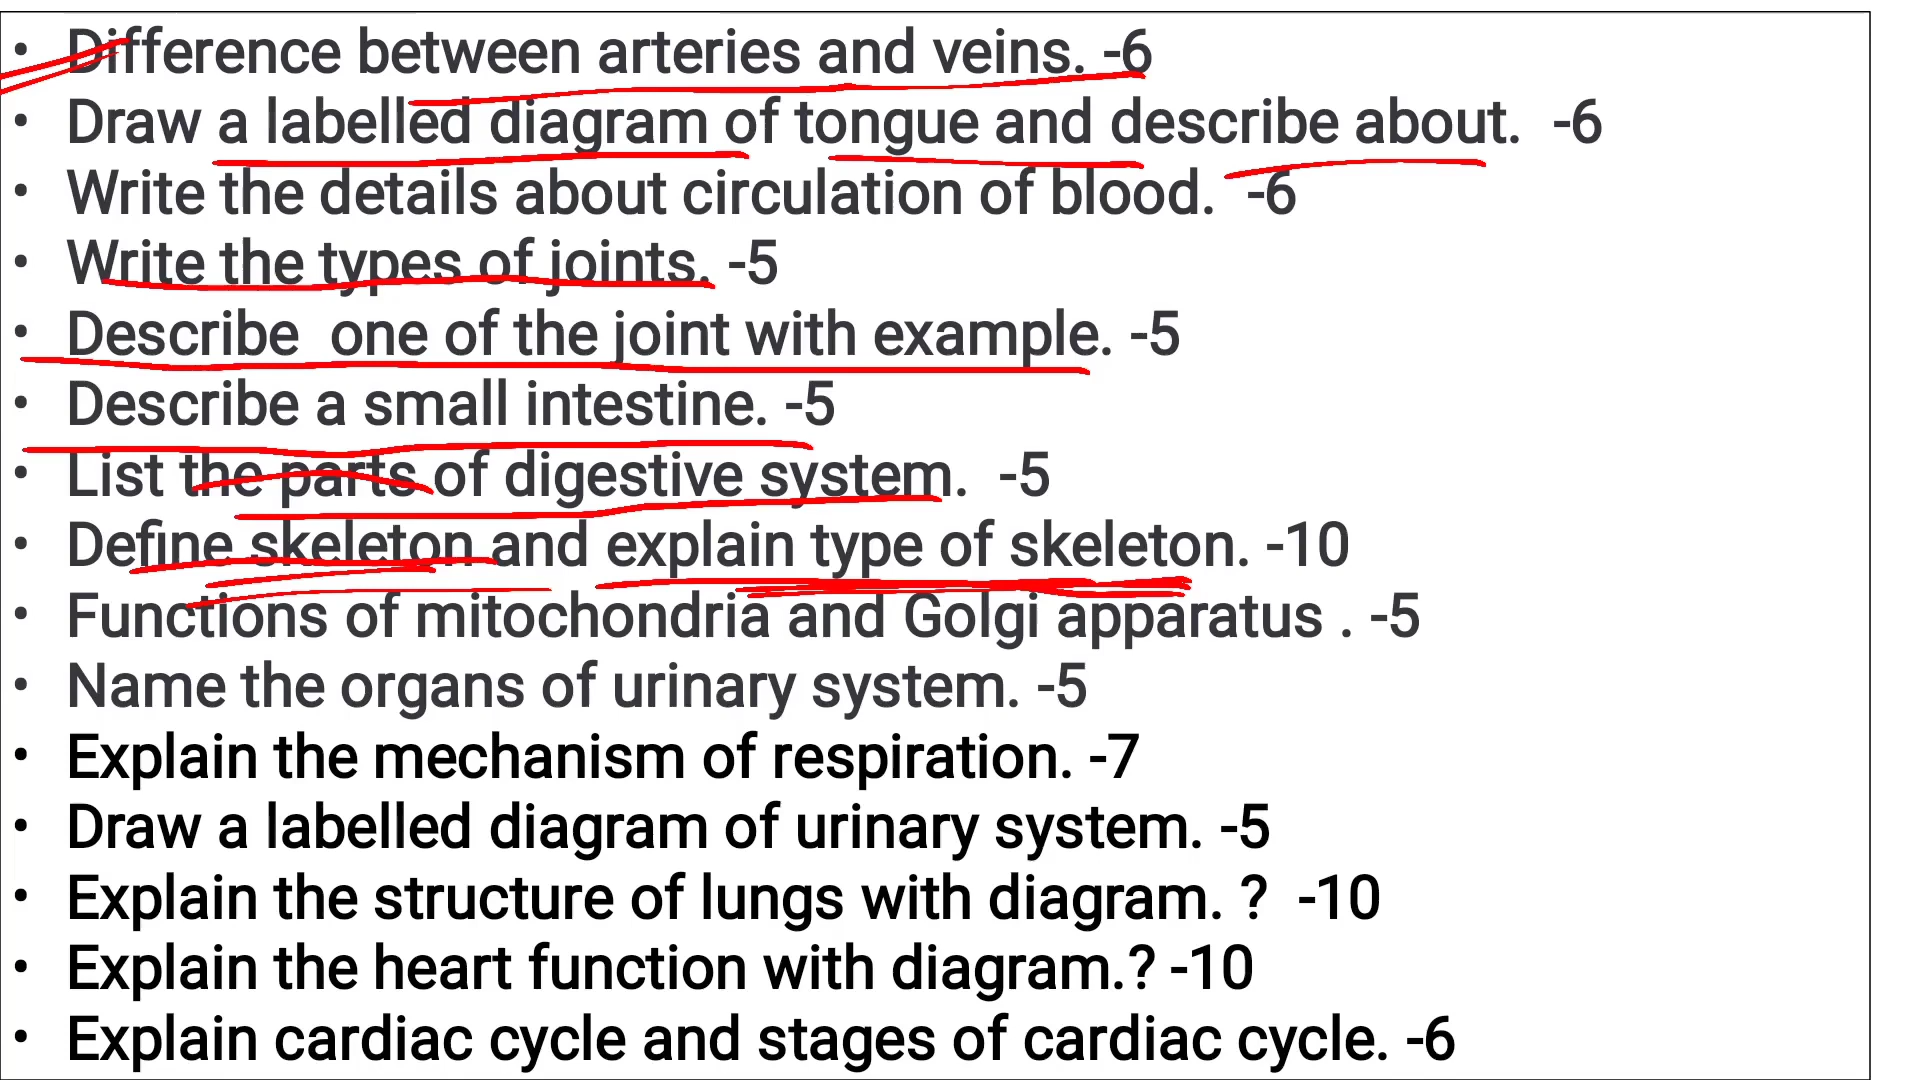 • Difference between arteries and veins. -6
• Draw a labelled diagram of tongue and describe about. -6
• Write the details about circulation of blood. -6
• Write the types of joints. -5
• Describe one of the joint with example. -5
• Describe a small intestine. -5
• List the parts of digestive system. -5
• Define skeleton and explain type of skeleton. -10
• Functions of mitochondria and Golgi apparatus . -5
• Name the organs of urinary system. -5
• Explain the mechanism of respiration. -7
• Draw a labelled diagram of urinary system. -5
• Explain the structure of lungs with diagram. ? -10
• Explain the heart function with diagram.? -10
• Explain cardiac cycle and stages of cardiac cycle. -6